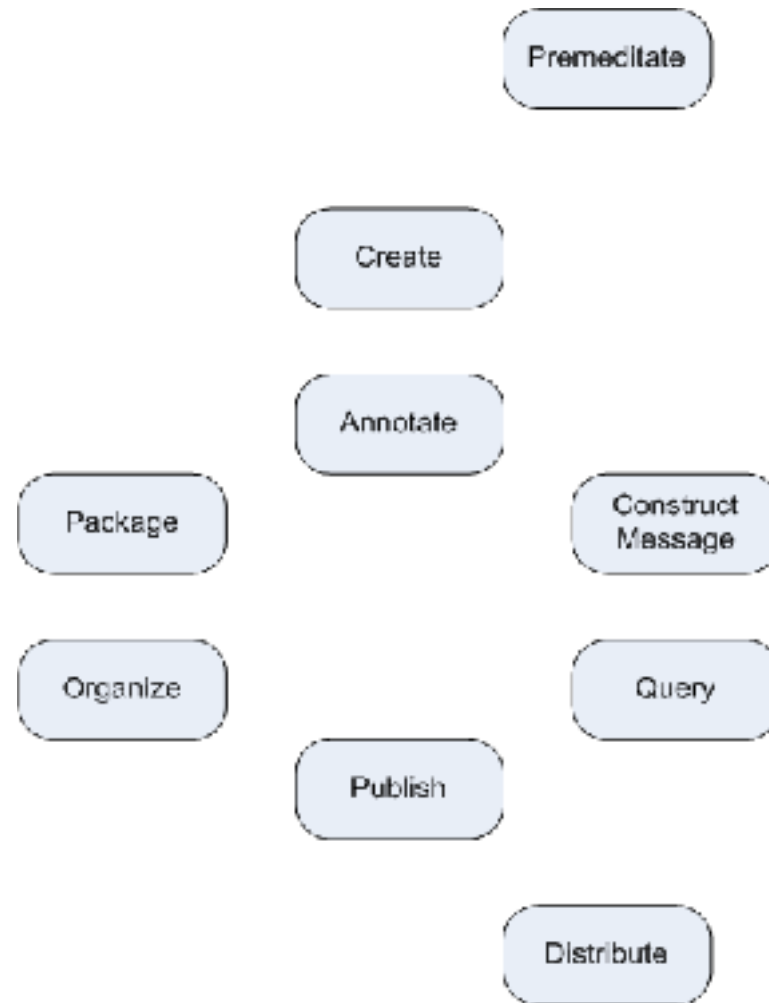 Premeditate
Create
Annotate
Package
Construct
Message
Organize
Query
Publish
Distribute